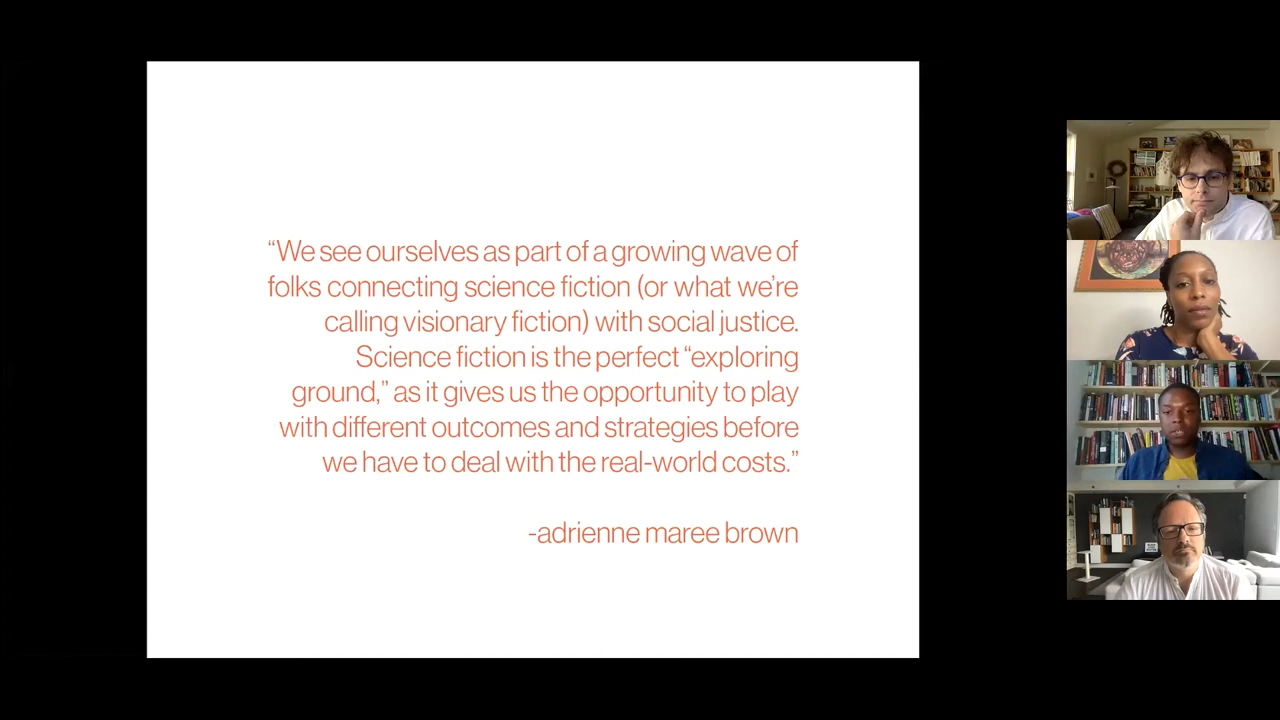 “We see ourselves as part of a growing wave of
folks connecting science fiction (or what we’re
calling visionary fiction) with social justice.
Science fiction is the perfect “exploring
ground,” as it gives us the opportunity to play
with different outcomes and strategies before
we have to deal with the real-world costs.”
-adrienne maree brown